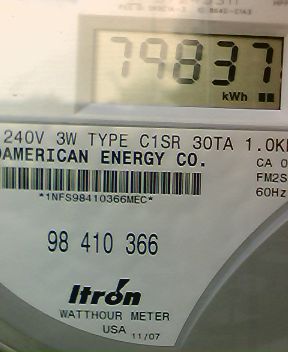 79837
kWh
240V 3W TYPE C1SR 30TA 1.0K
AMERICAN ENERGY CO.
CA 0
FM2S
60Hz
*1NFS98410366MEC*
98 410 366
Itron
WATTHOUR METER
USA 11/07